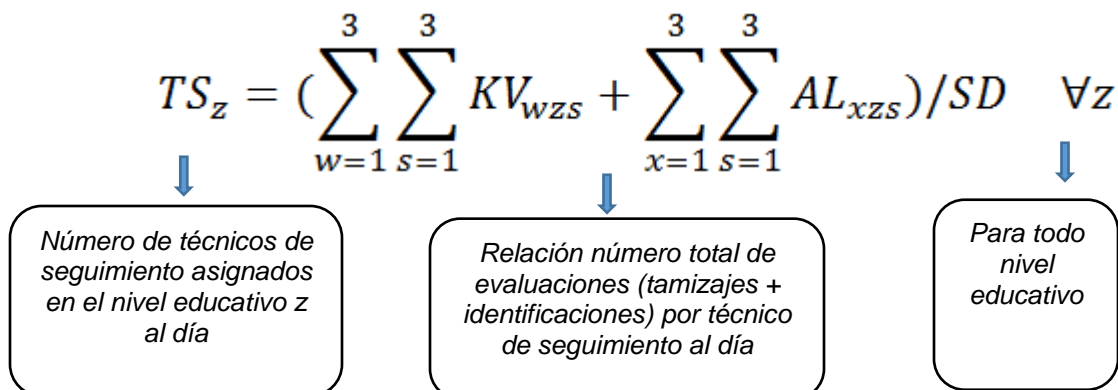 TS_z = (∑_{w=1}^{3} ∑_{s=1}^{3} KV_{wzs} + ∑_{x=1}^{3} ∑_{s=1}^{3} AL_{xzs})/SD ∀z
Número de técnicos de
seguimiento asignados
en el nivel educativo z
al día
Relación número total de
evaluaciones (tamizajes +
identificaciones) por técnico
de seguimiento al día
Para todo
nivel
educativo